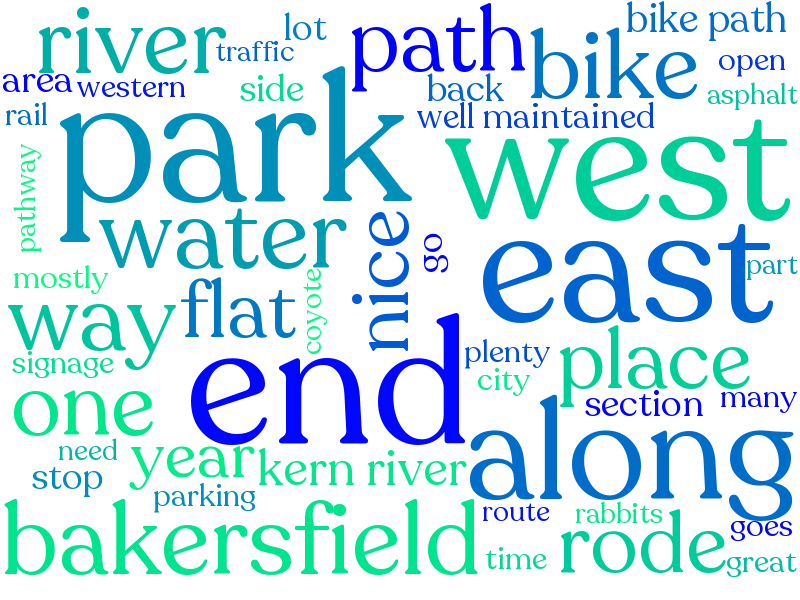 river
traffic
lot
path
bike
bike path
open
area
western
side
back
asphalt
rail
well maintained
park
west
pathway
water
nice
go
east
part
mostly
way
flat
coyote
end
signage
plenty
place
city
one
section
many
along
need
year
kern river
stop
parking
bakersfield
route
rabbits
goes
time
rode
great